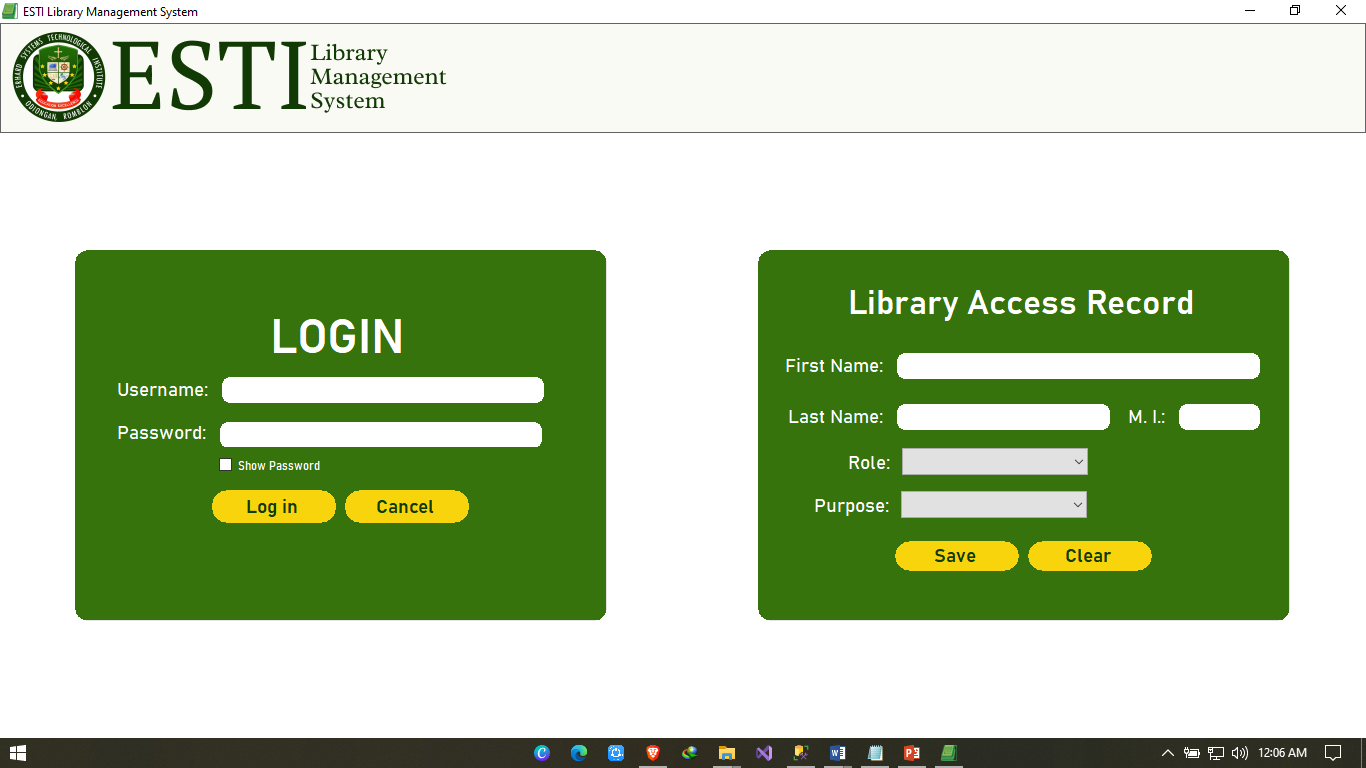 ESTI Library Management System
ERHARD SYSTEMS TECHNOLOGICAL INSTITUTE
ODIONGAN, ROMBLON
ESTI
Library
Management
System
LOGIN
Username:
Password:
Show Password
Log in Cancel
Library Access Record
First Name:
Last Name: M. I.:
Role:
Purpose:
Save Clear
12:06 AM